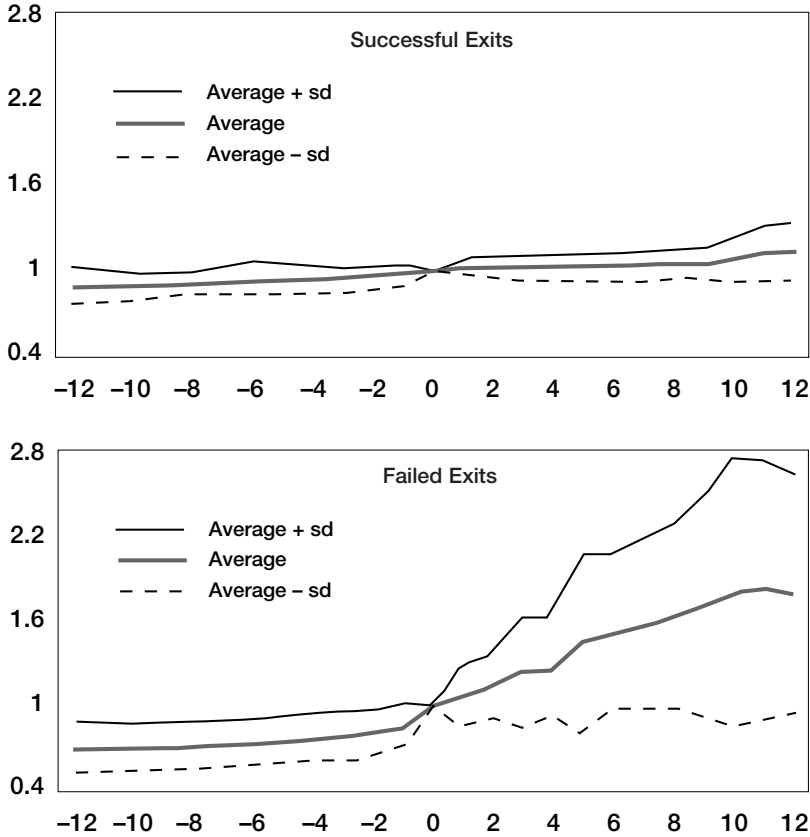 2.8
Successful Exits
Average + sd
2.2
Average
Average – sd
1.6
1
0.4
–12 –10 –8 –6 –4 –2 0 2 4 6 8 10 12
2.8
Failed Exits
Average + sd
2.2
Average
Average – sd
1.6
1
0.4
–12 –10 –8 –6 –4 –2 0 2 4 6 8 10 12